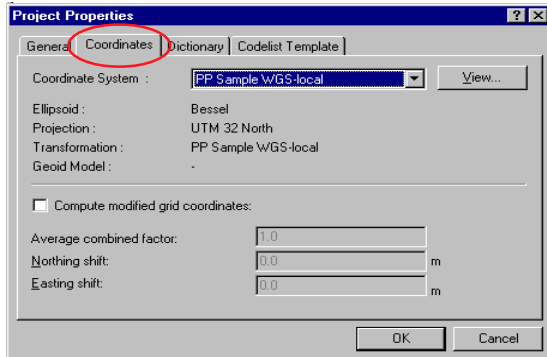 Project Properties
General Coordinates Dictionary Codelist Template
Coordinate System : PP Sample WGS-local View...
Ellipsoid : Bessel
Projection : UTM 32 North
Transformation : PP Sample WGS-local
Geoid Model : -
Compute modified grid coordinates:
Average combined factor: 1.0
Northing shift: 0.0 m
Easting shift: 0.0 m
OK Cancel